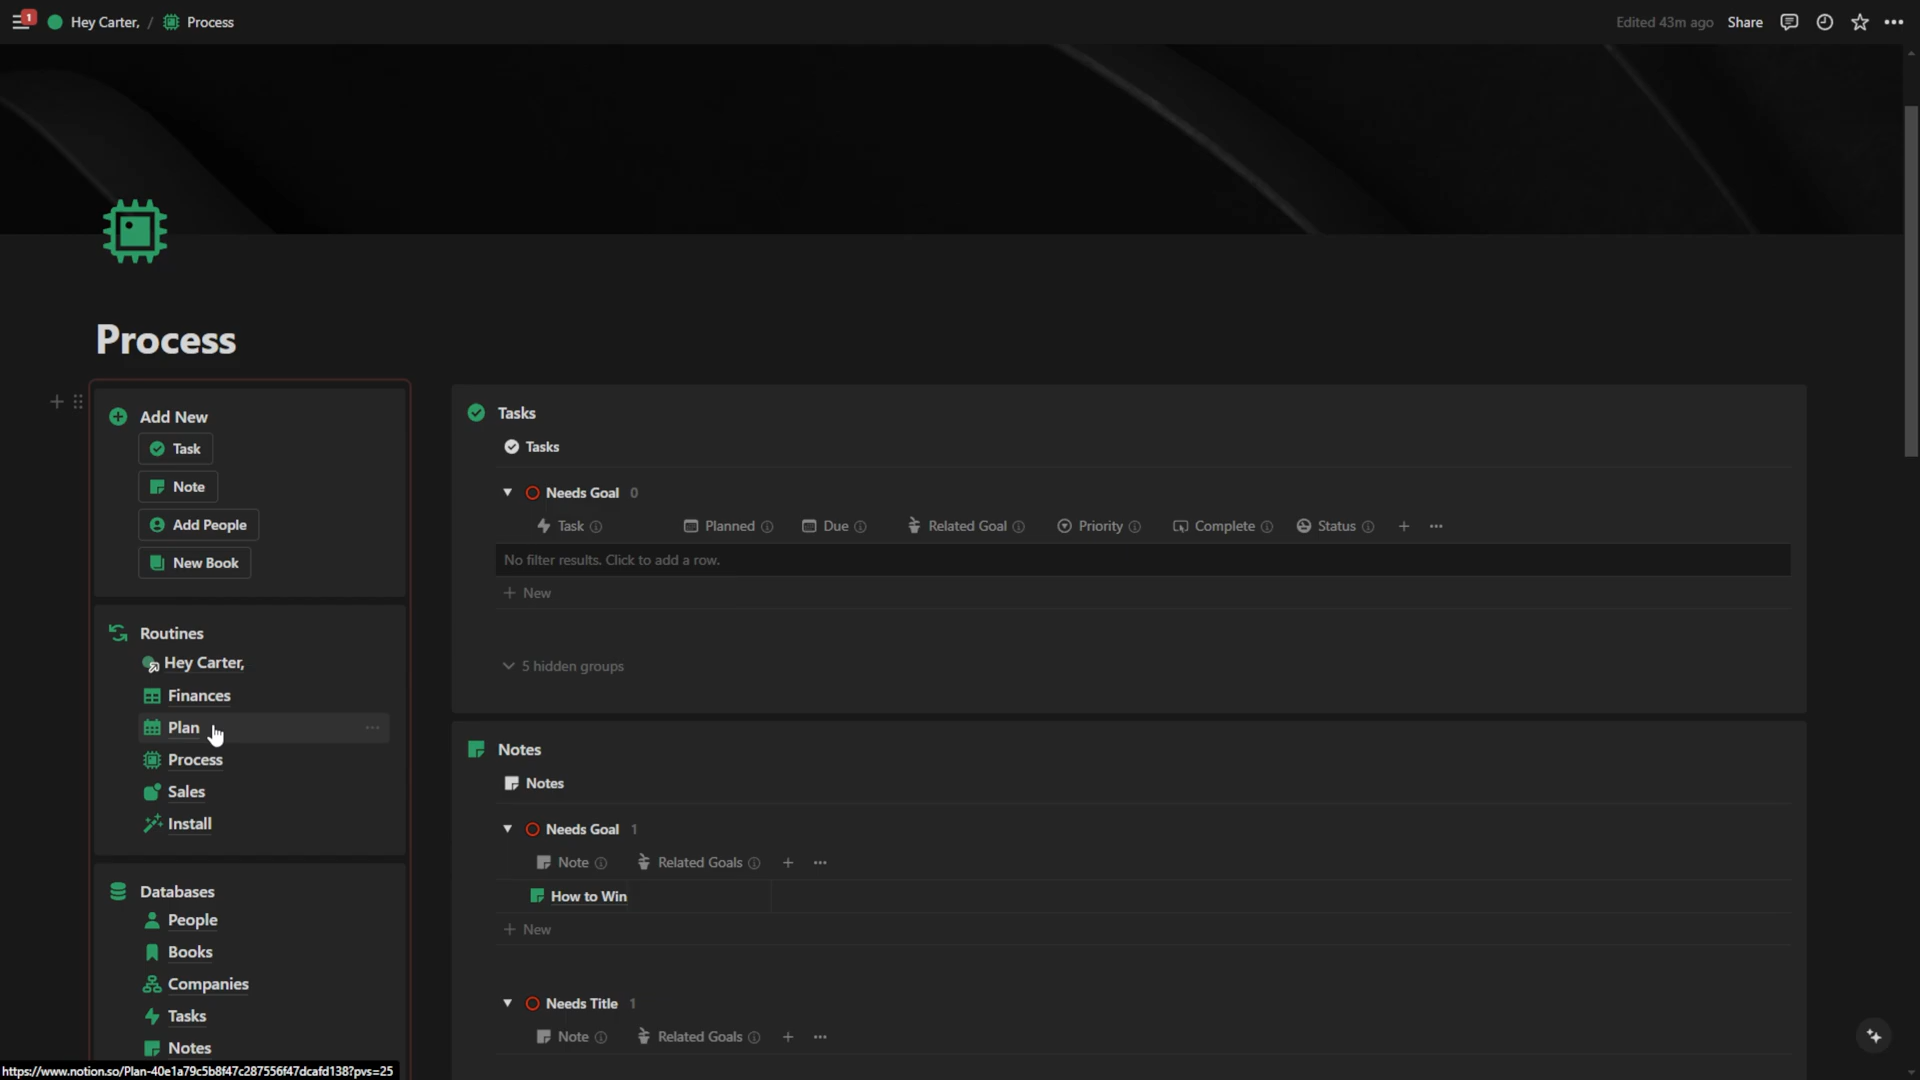 1 Hey Carter, / Process
Edited 43m ago Share
Process
Add New
Task
Note
Add People
New Book
Routines
Hey Carter,
Finances
Plan
Process
Sales
Install
Databases
People
Books
Companies
Tasks
Notes
https://www.notion.so/Plan-40e1a79c5b8f47c287556f47dcafd138?pvs=25
Tasks
Tasks
Needs Goal 0
Task Planned Due Related Goal Priority Complete Status
No filter results. Click to add a row.
+ New
5 hidden groups
Notes
Notes
Needs Goal 1
Note Related Goals
How to Win
+ New
Needs Title 1
Note Related Goals